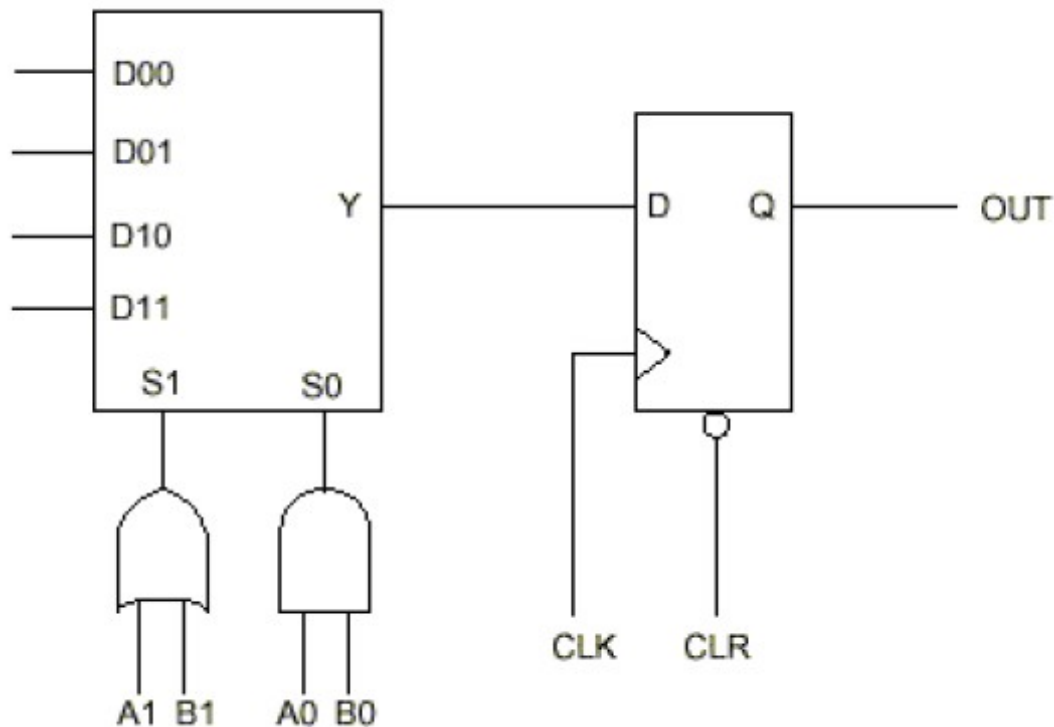 D00
D01
Y
D Q OUT
D10
D11
S1 S0
CLK CLR
A1 B1 A0 B0